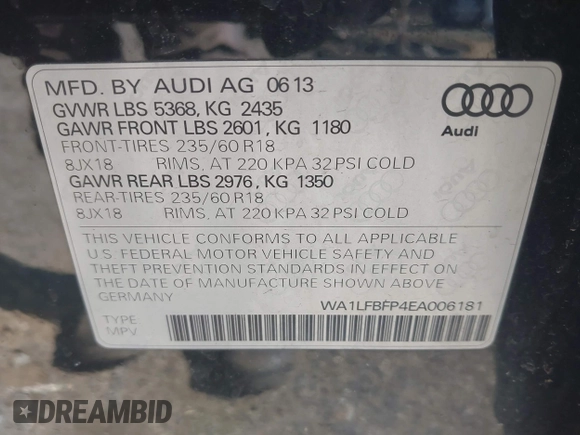 MFD. BY AUDI AG 0613
GVWR LBS 5368, KG 2435
GAWR FRONT LBS 2601, KG 1180
FRONT-TIRES 235/60 R18
8JX18 RIMS, AT 220 KPA 32 PSI COLD
GAWR REAR LBS 2976, KG 1350
REAR-TIRES 235/60 R18
8JX18 RIMS, AT 220 KPA 32 PSI COLD
Audi
THIS VEHICLE CONFORMS TO ALL APPLICABLE
U.S. FEDERAL MOTOR VEHICLE SAFETY AND
THEFT PREVENTION STANDARDS IN EFFECT ON
THE DATE OF MANUFACTURE SHOWN ABOVE
GERMANY
WA1LFBFP4EA006181
TYPE
MPV
DREAMBID